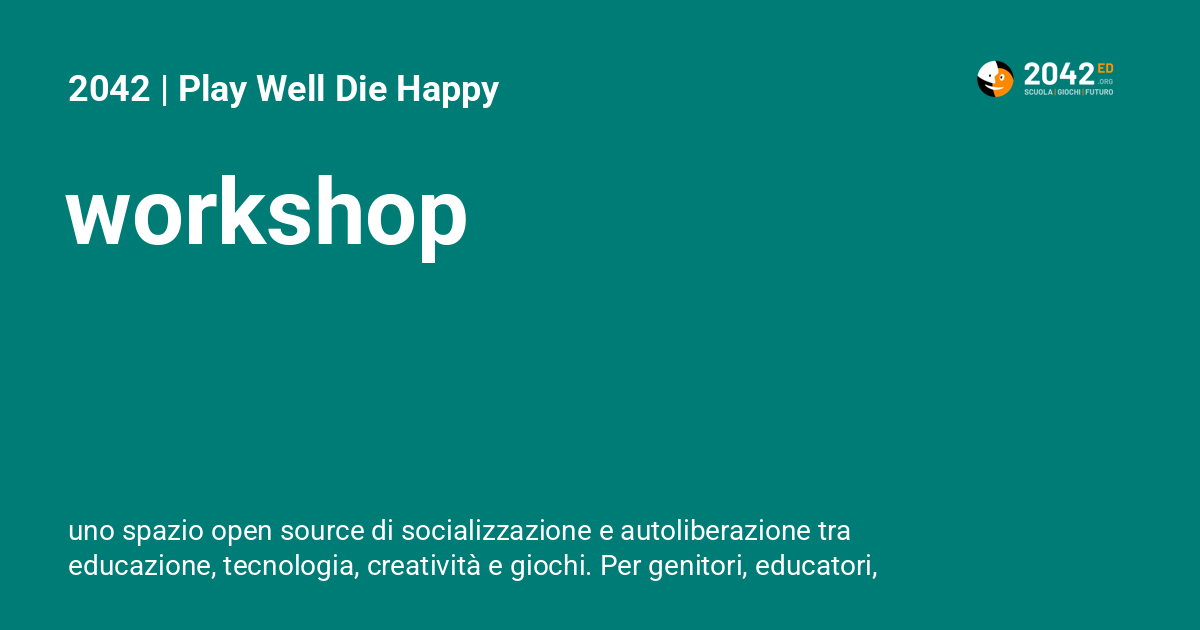 2042 | Play Well Die Happy
2042 ED
.ORG
SCUOLA | GIOCHI | FUTURO
workshop
uno spazio open source di socializzazione e autoliberazione tra
educazione, tecnologia, creatività e giochi. Per genitori, educatori,